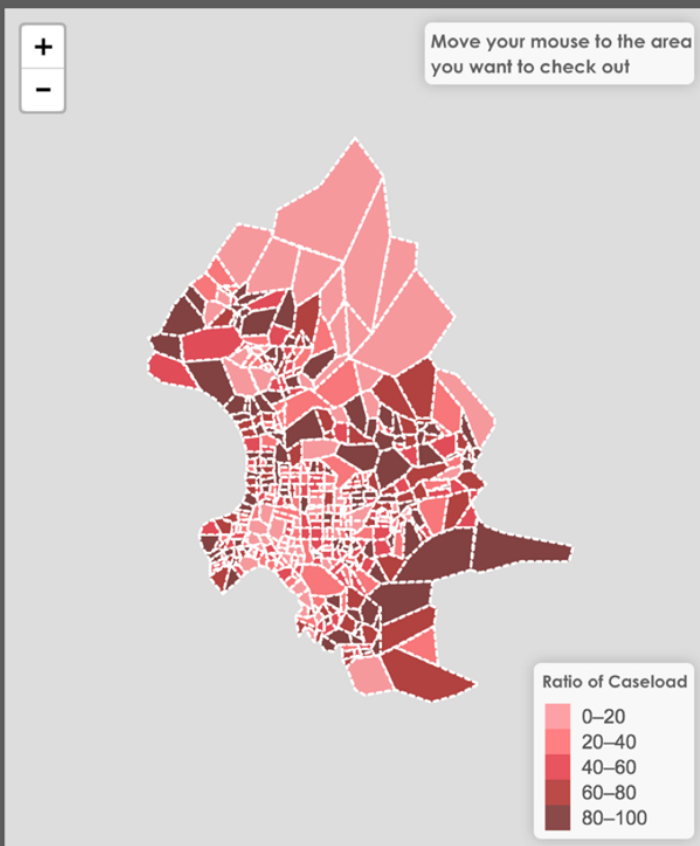 +
−
Move your mouse to the area
you want to check out
Ratio of Caseload
0–20
20–40
40–60
60–80
80–100